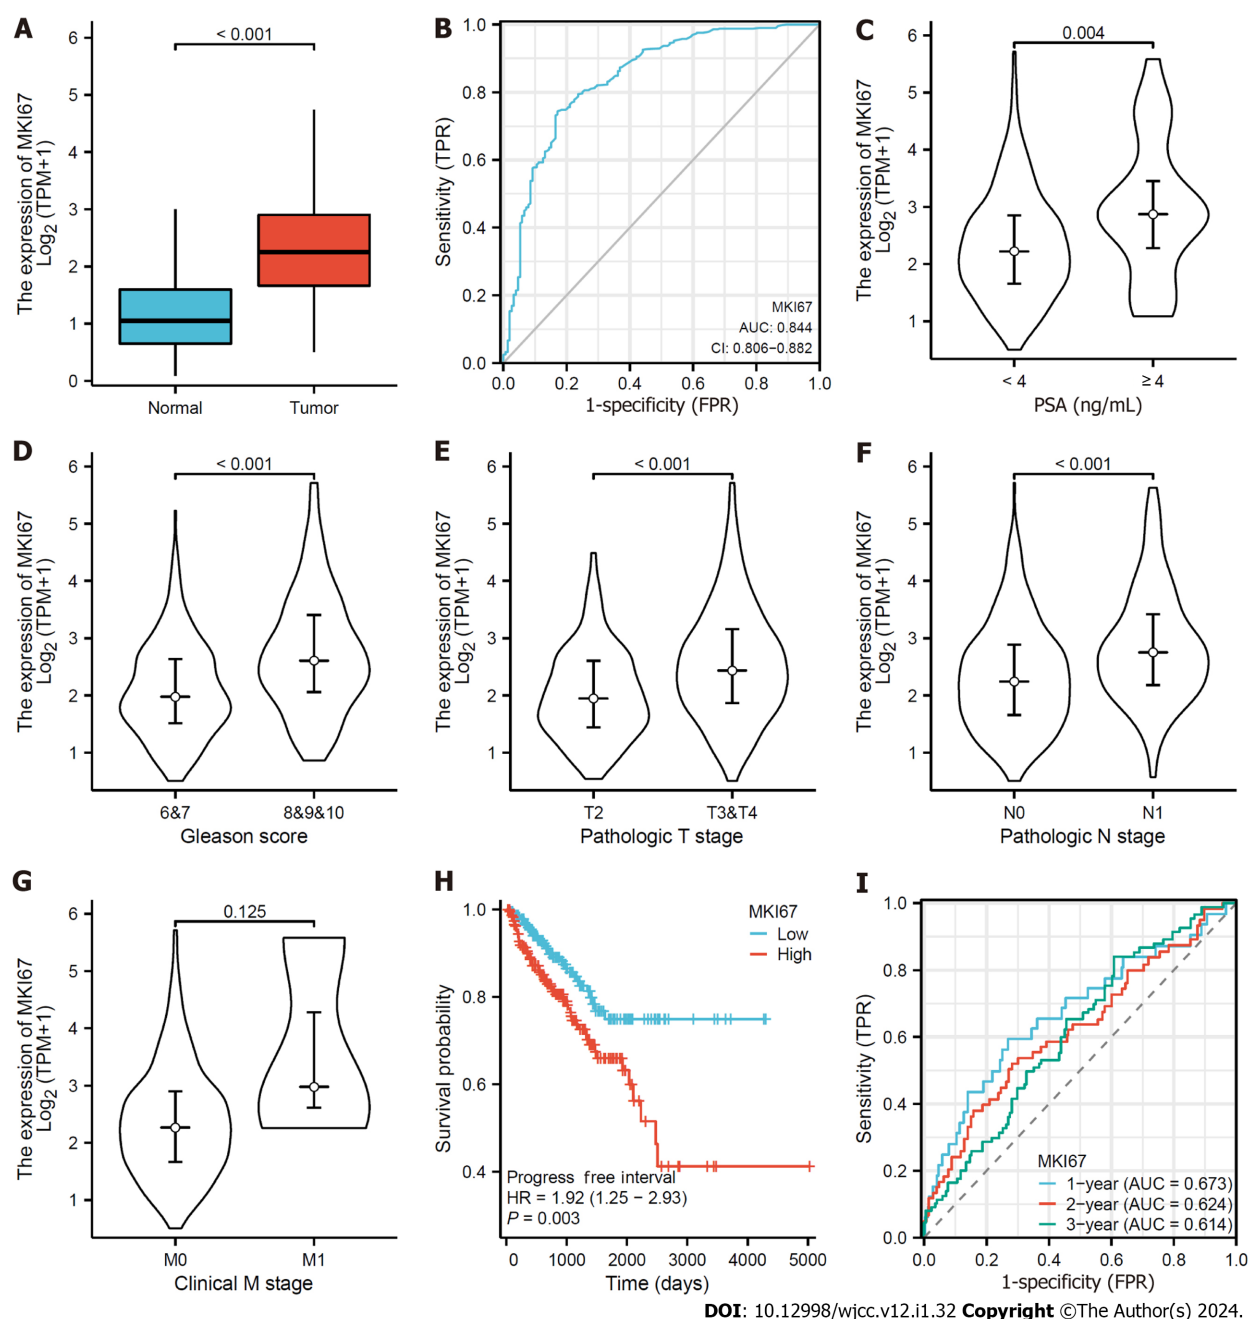 A
The expression of MKI67
Log2 (TPM+1)
6
5
4
3
2
1
0
< 0.001
Normal
Tumor
B
Sensitivity (TPR)
1.0
0.8
0.6
0.4
0.2
0.0
MKI67
AUC: 0.844
CI: 0.806−0.882
0.0 0.2 0.4 0.6 0.8 1.0
1-specificity (FPR)
C
The expression of MKI67
Log2 (TPM+1)
6
5
4
3
2
1
0.004
< 4
≥ 4
PSA (ng/mL)
D
The expression of MKI67
Log2 (TPM+1)
6
5
4
3
2
1
< 0.001
6&7
8&9&10
Gleason score
E
The expression of MKI67
Log2 (TPM+1)
6
5
4
3
2
1
< 0.001
T2
T3&T4
Pathologic T stage
F
The expression of MKI67
Log2 (TPM+1)
6
5
4
3
2
1
< 0.001
N0
N1
Pathologic N stage
G
The expression of MKI67
Log2 (TPM+1)
6
5
4
3
2
1
0.125
M0
M1
Clinical M stage
H
Survival probability
1.0
0.8
0.6
0.4
MKI67
Low
High
Progress free interval
HR = 1.92 (1.25 − 2.93)
P = 0.003
0 1000 2000 3000 4000 5000
Time (days)
I
Sensitivity (TPR)
1.0
0.8
0.6
0.4
0.2
0.0
MKI67
1−year (AUC = 0.673)
2−year (AUC = 0.624)
3−year (AUC = 0.614)
0.0 0.2 0.4 0.6 0.8 1.0
1-specificity (FPR)
DOI: 10.12998/wjcc.v12.i1.32 Copyright ©The Author(s) 2024.